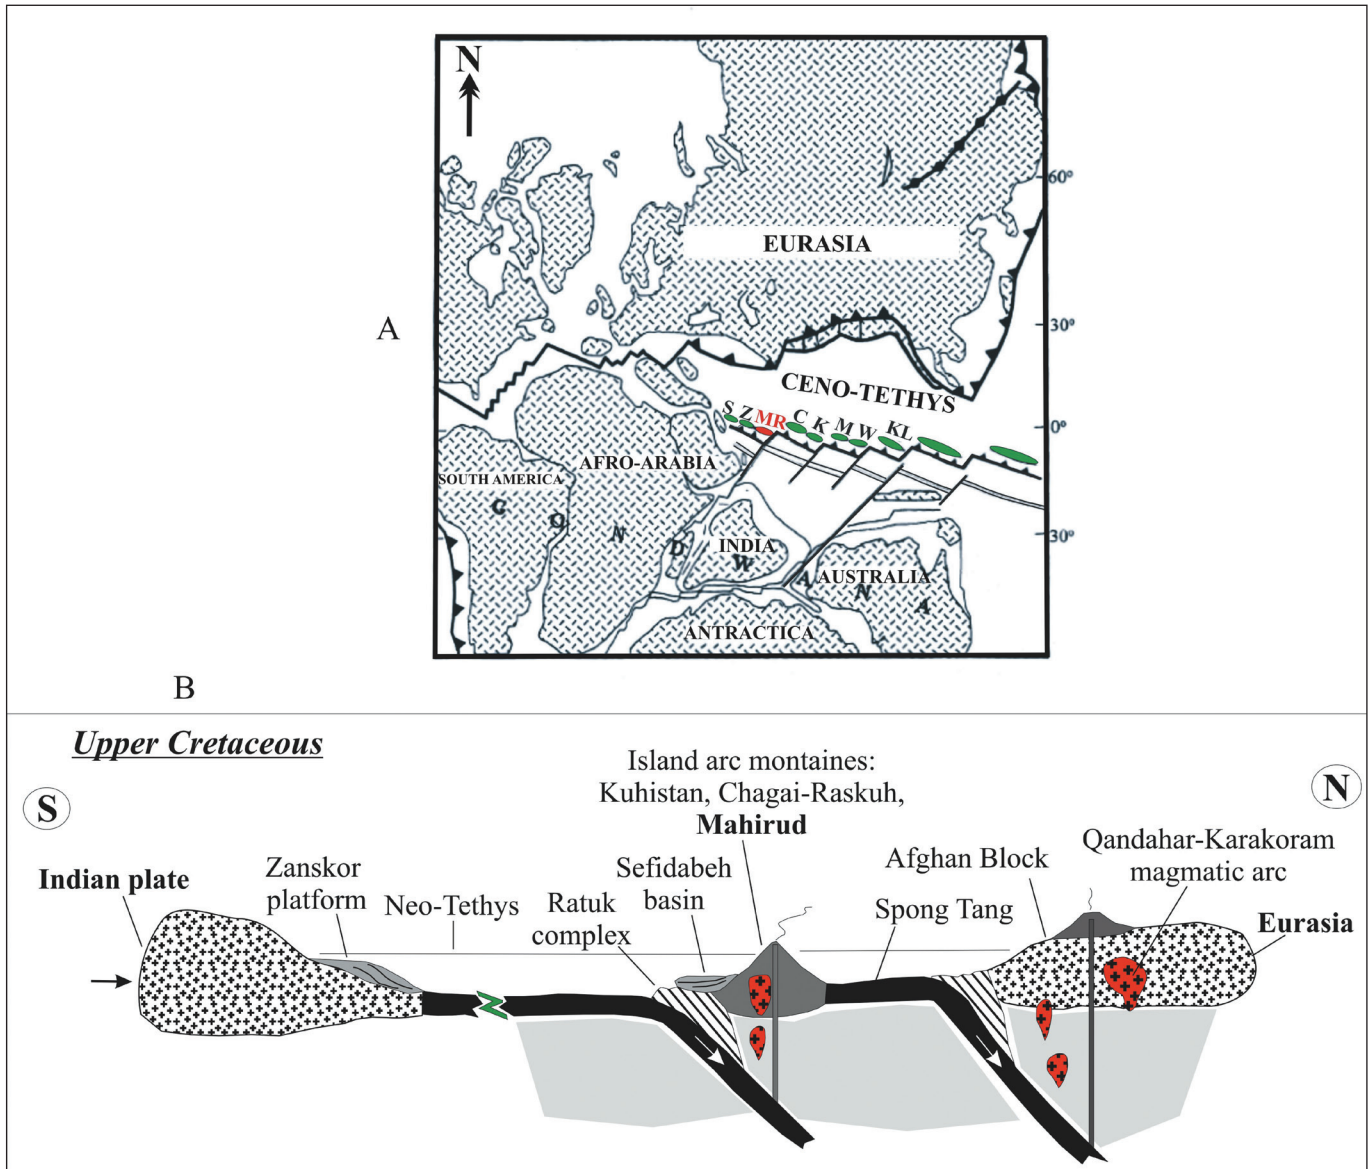 N
A
EURASIA
60°
30°
CENO-TETHYS
S Z MR C K M W KL
0°
AFRO-ARABIA
SOUTH AMERICA
G O N D W A N A
30°
INDIA
AUSTRALIA
ANTRACTICA
B
Upper Cretaceous
S
N
Island arc montaines:
Kuhistan, Chagai-Raskuh,
Mahirud
Indian plate
Zanskor
platform
Neo-Tethys
Ratuk
complex
Sefidabeh
basin
Spong Tang
Afghan Block
Qandahar-Karakoram
magmatic arc
Eurasia